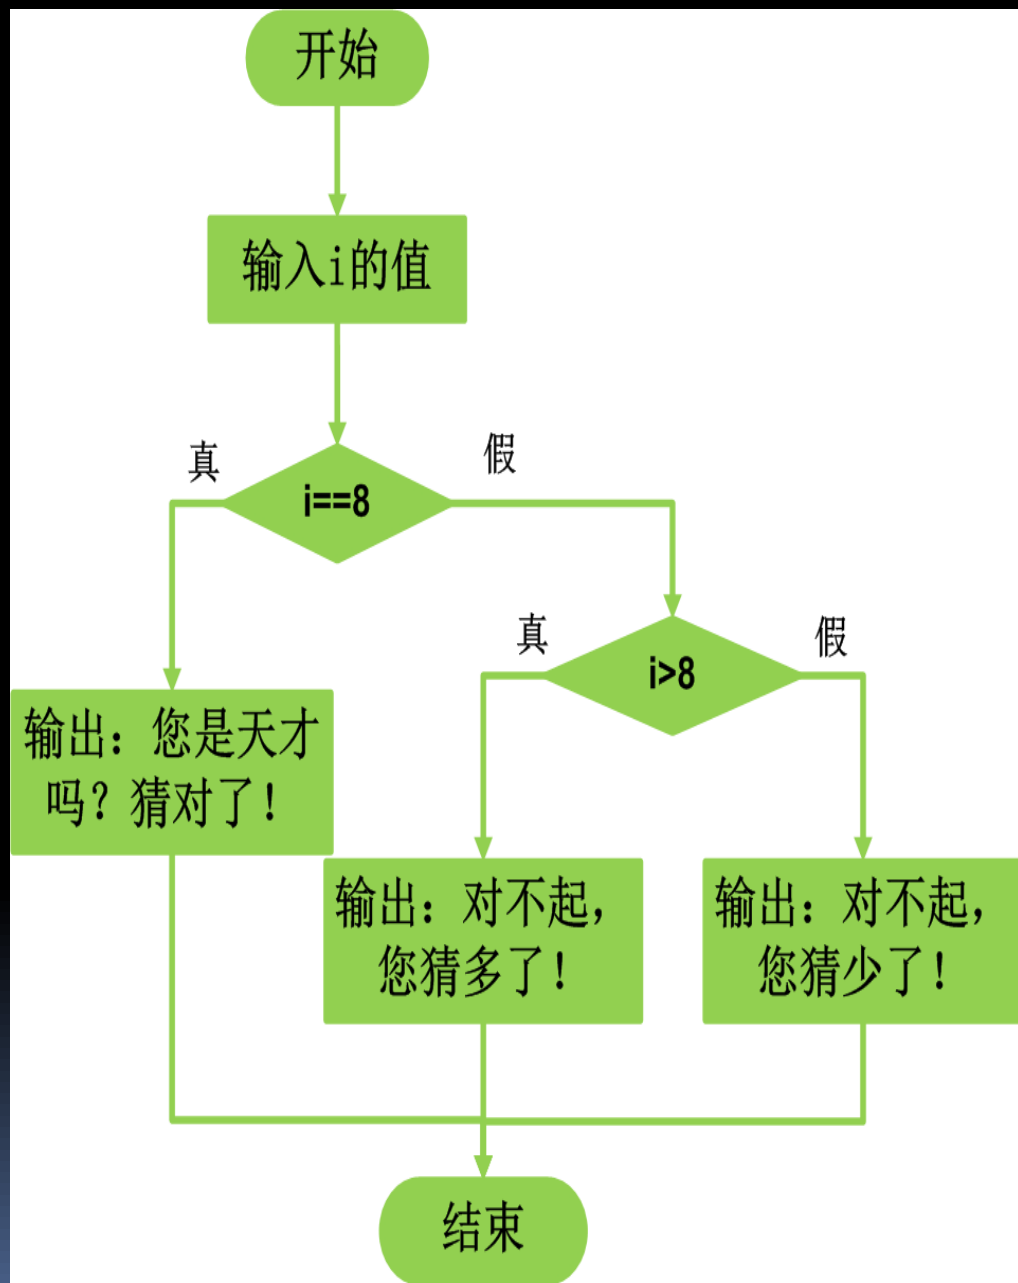 开始
输入i的值
真
假
i==8
真
假
i>8
输出：您是天才
吗？猜对了！
输出：对不起，
您猜多了！
输出：对不起，
您猜少了！
结束